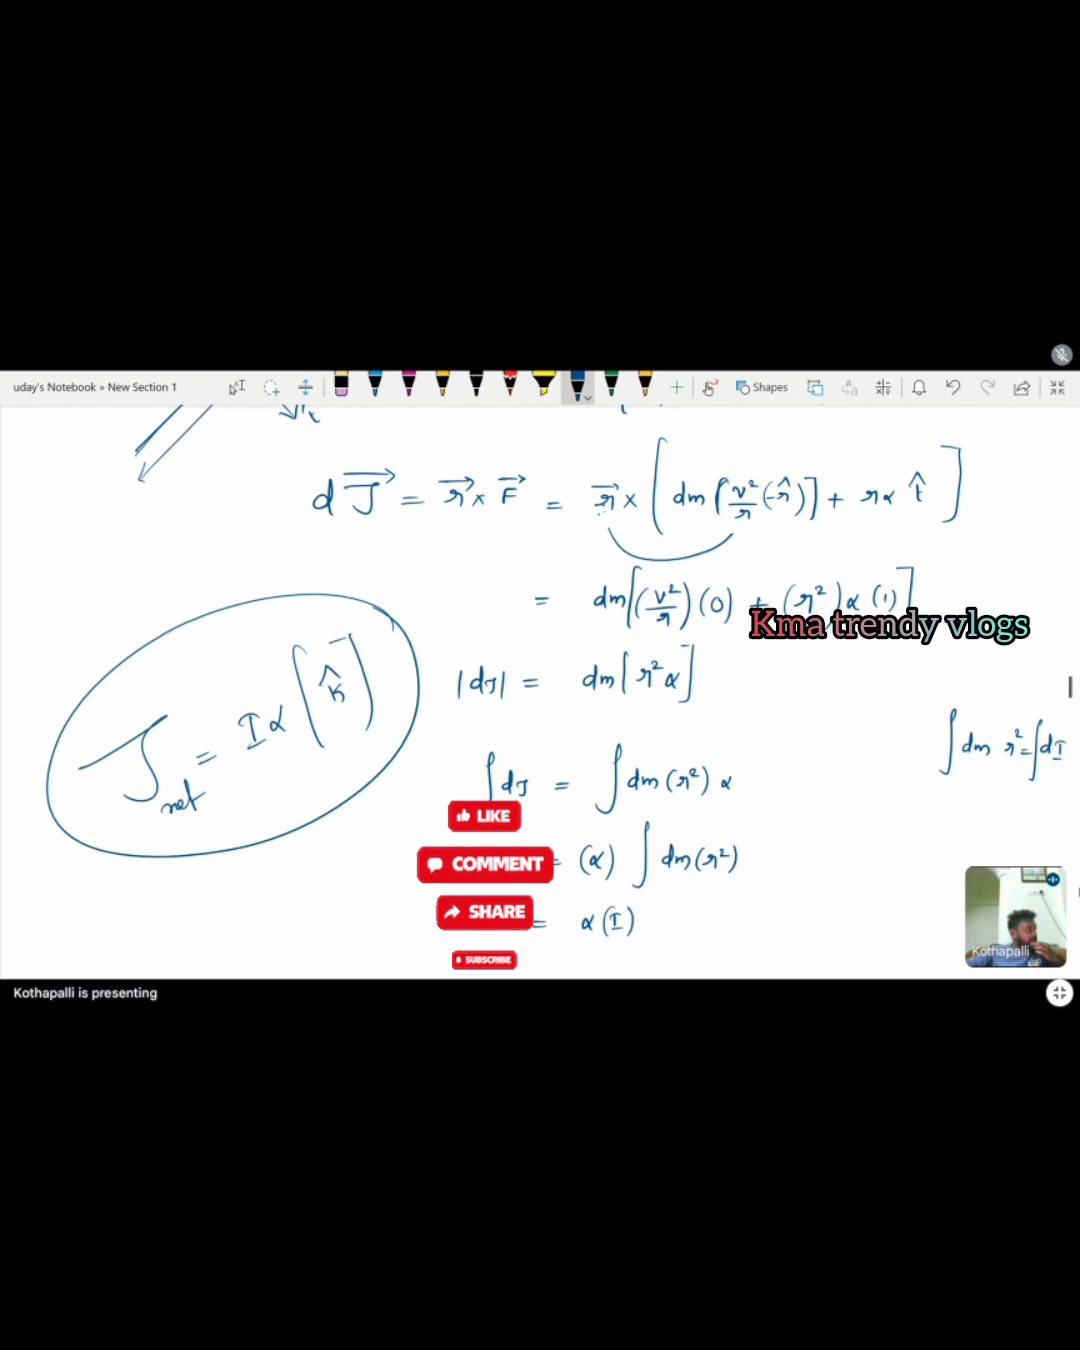 uday's Notebook » New Section 1
Shapes
dJ⃗ = r⃗ × F⃗ = r⃗ × [ dm [ v²/r (-r̂) ] + rα t̂ ]
= dm [ (v²/r) (0) + (r²) α (1) ]
Kma trendy vlogs
|dJ| = dm [ r²α ]
J net = Iα [ k̂ ]
∫ dm r² = ∫ dI
∫ dJ = ∫ dm (r²) α
LIKE
COMMENT
= (α) ∫ dm (r²)
SHARE
= α (I)
SUBSCRIBE
Kothapalli
Kothapalli is presenting